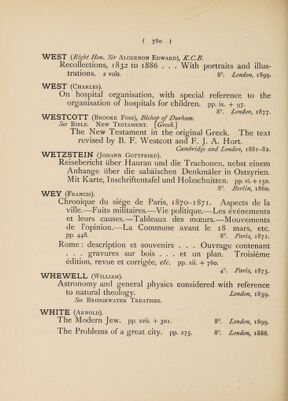 ( 780 )
WEST (Right Hon. Sir ALGERNON EDWARD), K.C.B.
Recollections, 1832 to 1886 . . . With portraits and illus-
trations. 2 vols. 8°. London, 1899.
WEST (CHARLES).
On hospital organisation, with special reference to the
organisation of hospitals for children. pp. ix. + 97.
8°. London, 1877.
WESTCOTT (BROOKE FOSS), Bishop of Durham.
See BIBLE. NEW TESTAMENT. [Greek.]
The New Testament in the original Greek. The text
revised by B. F. Westcott and F. J. A. Hort.
Cambridge and London, 1881-82.
WETZSTEIN (JOHANN GOTTFRIED).
Reisebericht über Hauran und die Trachonen, nebst einem
Anhange über die sabäischen Denkmäler in Ostsyrien.
Mit Karte, Inschriftentafel und Holzschnitten. pp. vi. + 150.
8°. Berlin, 1860.
WEY (FRANCIS).
Chronique du siége de Paris, 1870-1871. Aspects de la
ville.—Faits militaires.—Vie politique.—Les événements
et leurs causes.—Tableaux des mœurs.—Mouvements
de l'opinion.—La Commune avant le 18 mars, etc.
pp. 448. 8°. Paris, 1871.
Rome : description et souvenirs . . . Ouvrage contenant
. . . gravures sur bois . . . et un plan. Troisième
édition, revue et corrigée, etc. pp. xii. + 760.
4°. Paris, 1875.
WHEWELL (WILLIAM).
Astronomy and general physics considered with reference
to natural theology. London, 1839.
See BRIDGEWATER TREATISES.
WHITE (ARNOLD).
The Modern Jew. pp. xvii. + 301. 8°. London, 1899.
The Problems of a great city. pp. 275. 8°. London, 1886.